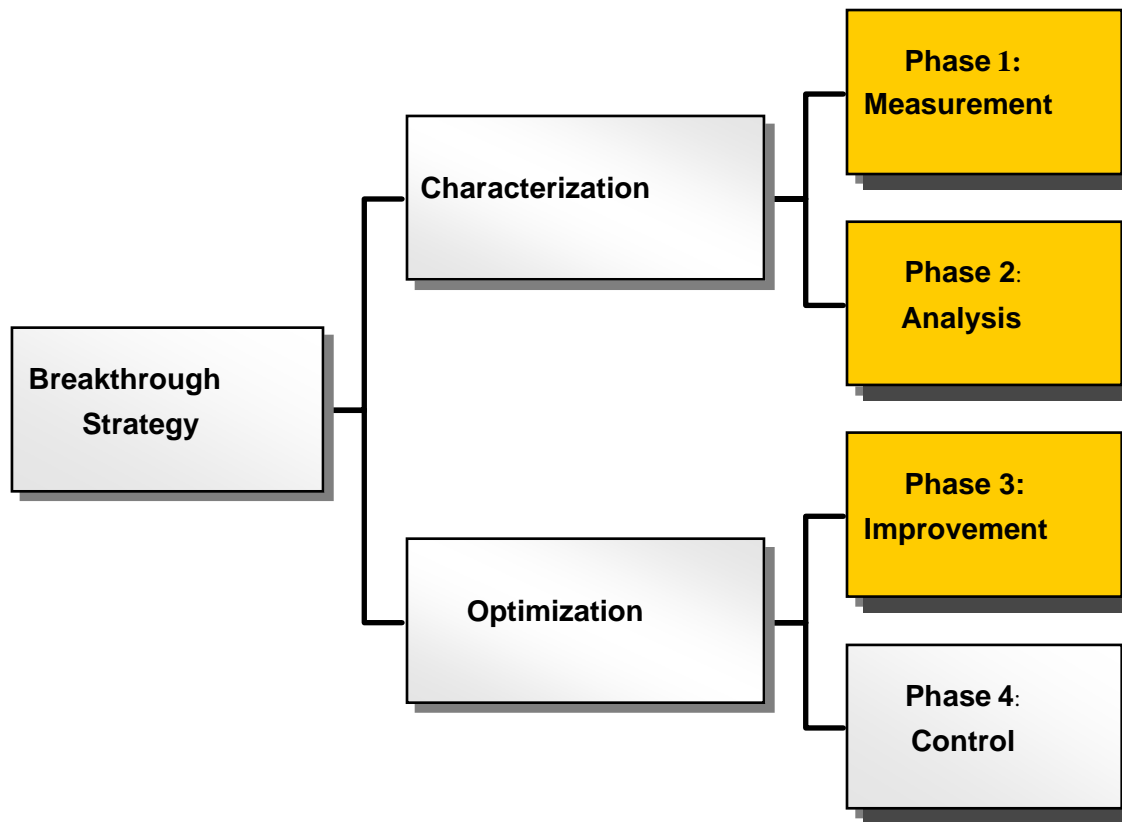 Phase 1:
Measurement
Characterization
Phase 2:
Analysis
Breakthrough
Strategy
Phase 3:
Improvement
Optimization
Phase 4:
Control